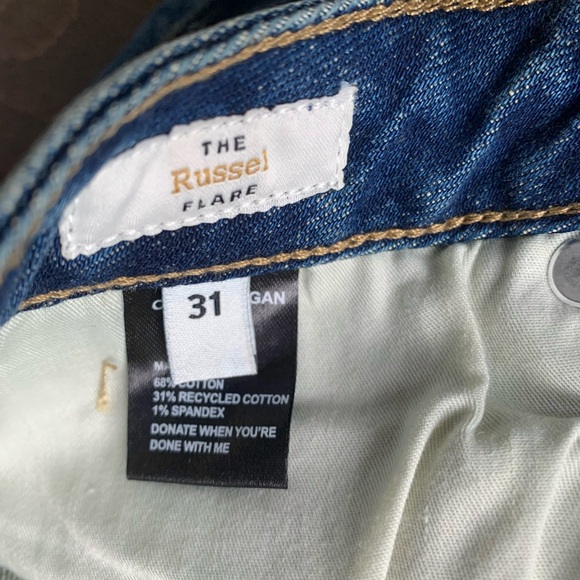 THE
Russel
FLARE
31
68% COTTON
31% RECYCLED COTTON
1% SPANDEX
DONATE WHEN YOU'RE
DONE WITH ME